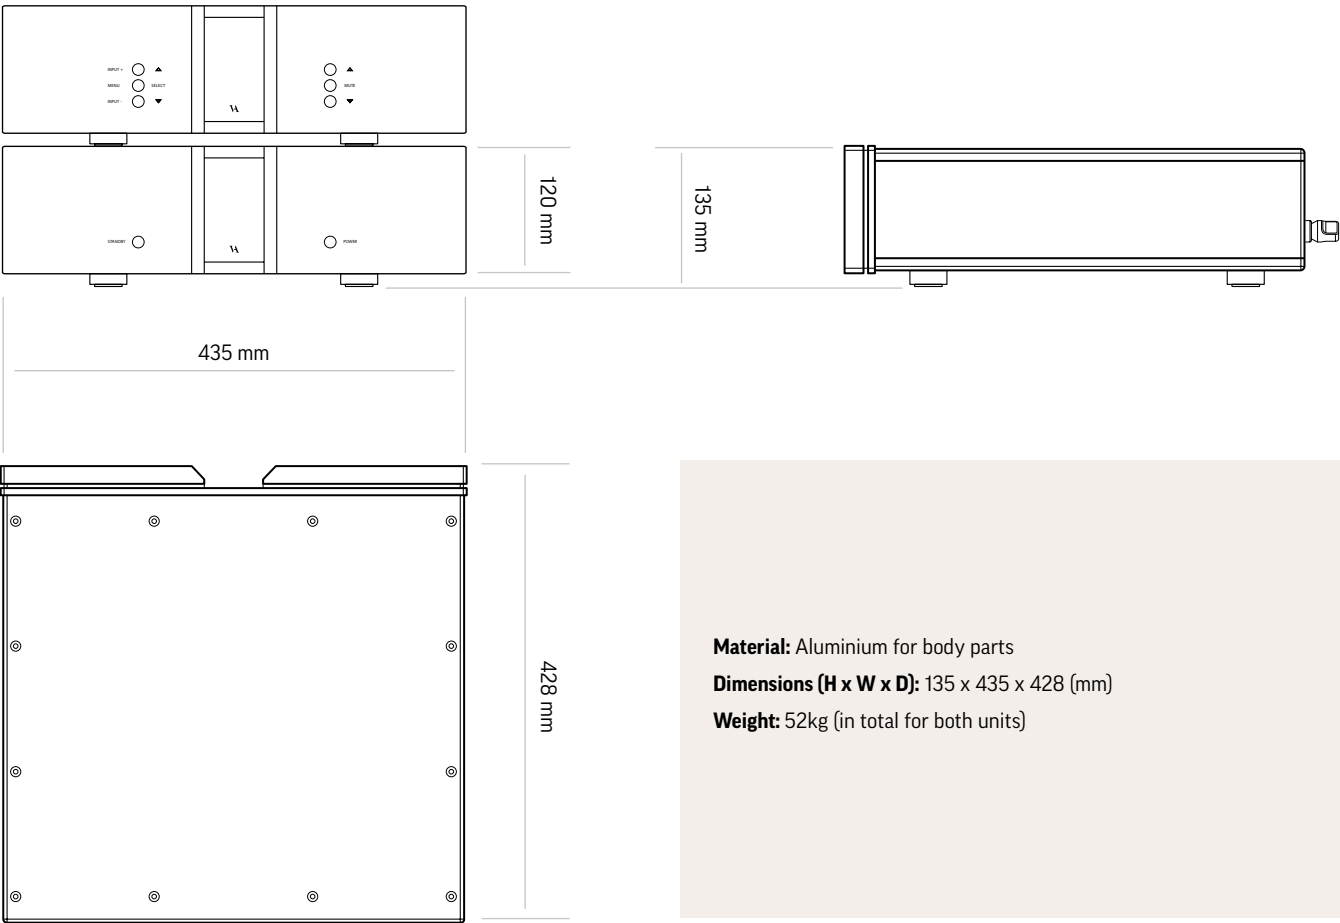 INPUT +
MENU SELECT
INPUT -
MUTE
STANDBY
POWER
120 mm
135 mm
435 mm
428 mm
Material: Aluminium for body parts
Dimensions (H x W x D): 135 x 435 x 428 (mm)
Weight: 52kg (in total for both units)